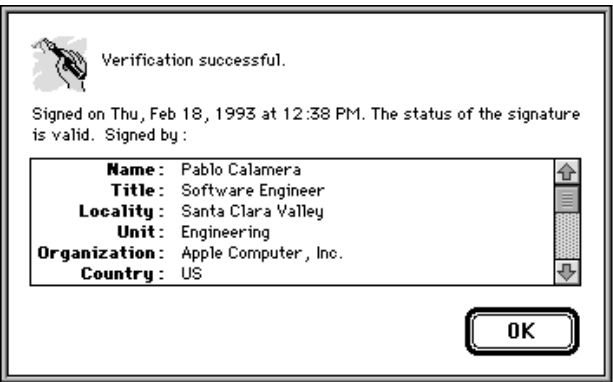 Verification successful.
Signed on Thu, Feb 18, 1993 at 12:38 PM. The status of the signature
is valid. Signed by:
Name: Pablo Calamera
Title: Software Engineer
Locality: Santa Clara Valley
Unit: Engineering
Organization: Apple Computer, Inc.
Country: US
OK